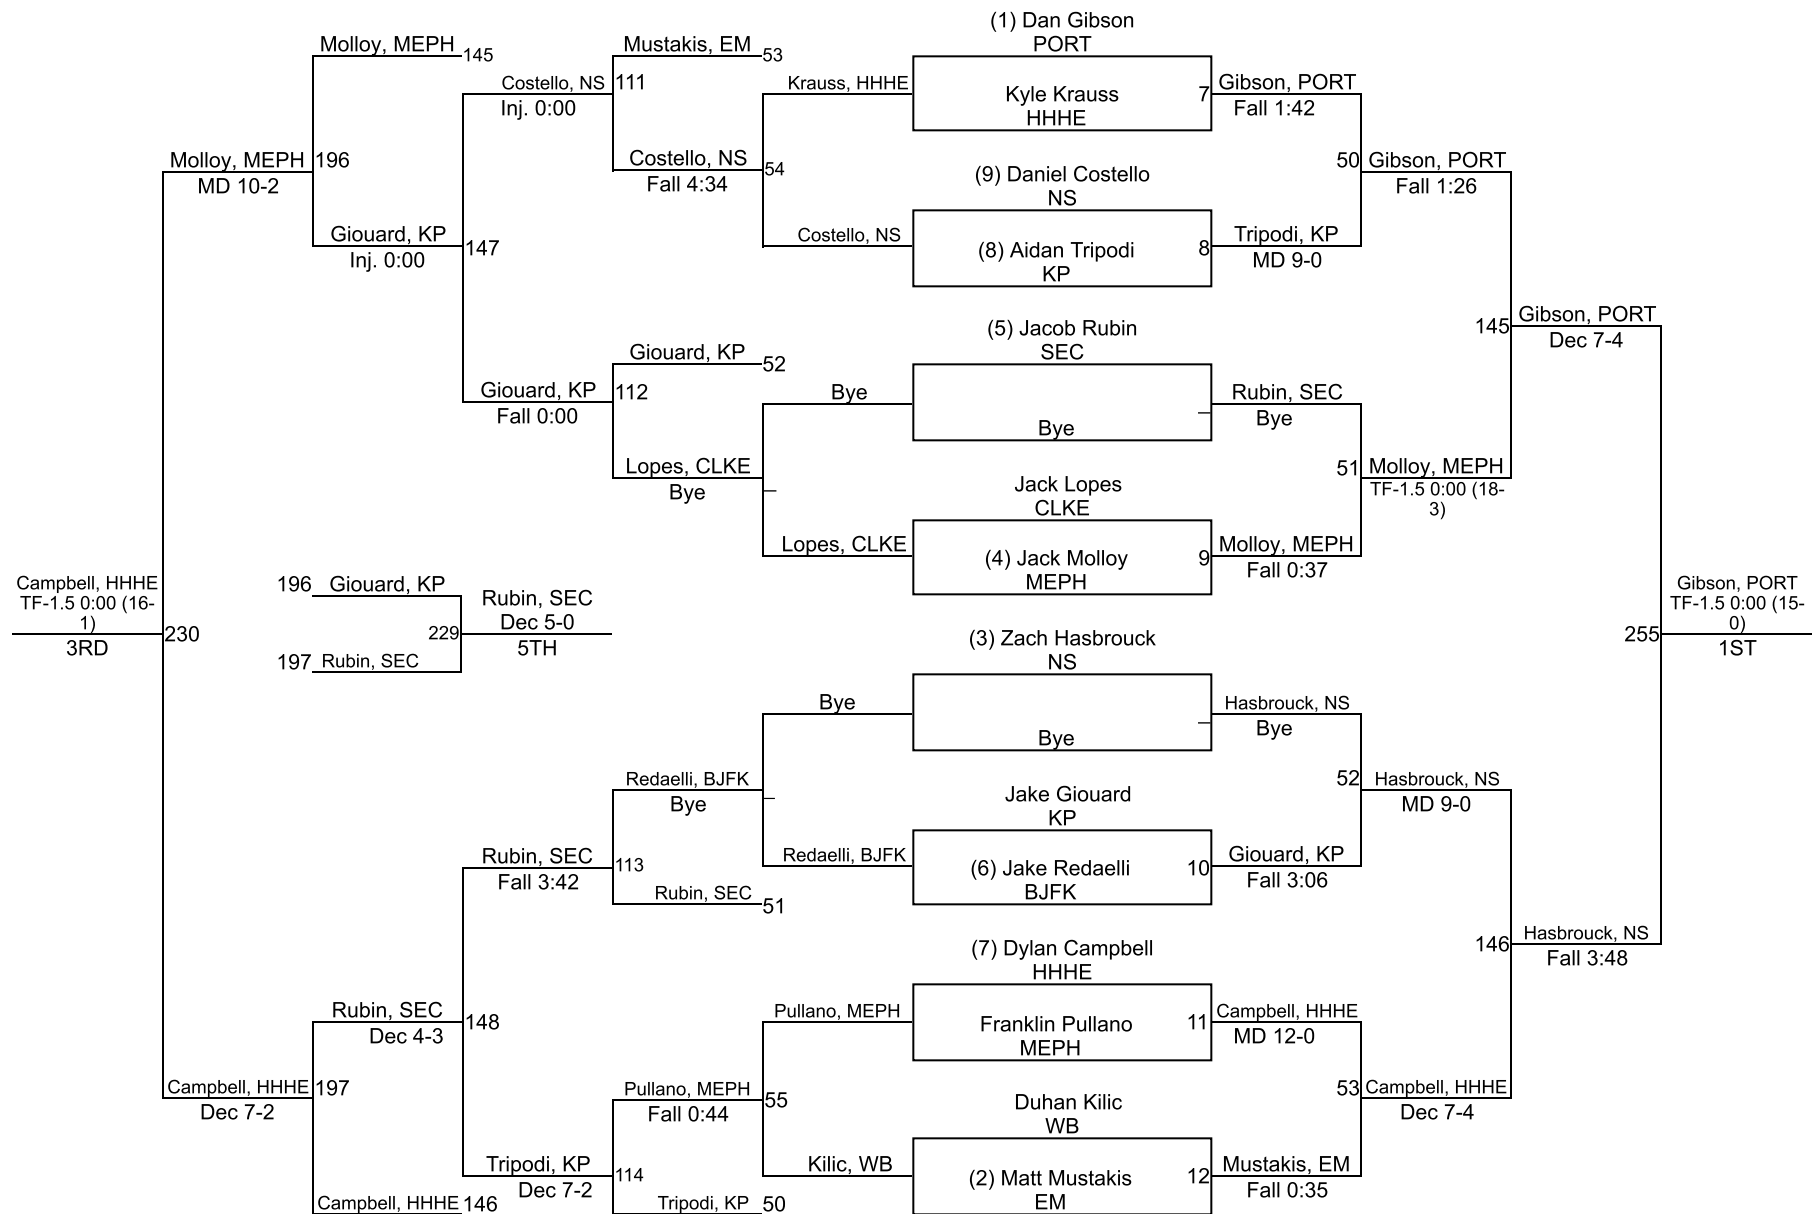 (1) Dan Gibson
PORT
Molloy, MEPH
145
Mustakis, EM
53
Costello, NS
111
Inj. 0:00
Krauss, HHHE
Kyle Krauss
HHHE
7
Gibson, PORT
Fall 1:42
Molloy, MEPH
196
MD 10-2
Costello, NS
54
Fall 4:34
(9) Daniel Costello
NS
50
Gibson, PORT
Fall 1:26
Giouard, KP
147
Inj. 0:00
Costello, NS
(8) Aidan Tripodi
KP
8
Tripodi, KP
MD 9-0
(5) Jacob Rubin
SEC
145
Gibson, PORT
Dec 7-4
Giouard, KP
52
Giouard, KP
112
Fall 0:00
Bye
Bye
Rubin, SEC
Bye
Lopes, CLKE
Bye
Jack Lopes
CLKE
51
Molloy, MEPH
TF-1.5 0:00 (18-
3)
Lopes, CLKE
(4) Jack Molloy
MEPH
9
Molloy, MEPH
Fall 0:37
Campbell, HHHE
TF-1.5 0:00 (16-
1)
230
3RD
196
Giouard, KP
Rubin, SEC
229
Dec 5-0
5TH
197
Rubin, SEC
Gibson, PORT
TF-1.5 0:00 (15-
0)
255
1ST
(3) Zach Hasbrouck
NS
Bye
Bye
Hasbrouck, NS
Bye
Redaelli, BJFK
Bye
Jake Giouard
KP
52
Hasbrouck, NS
MD 9-0
Rubin, SEC
113
Fall 3:42
Redaelli, BJFK
(6) Jake Redaelli
BJFK
10
Giouard, KP
Fall 3:06
Rubin, SEC
51
(7) Dylan Campbell
HHHE
146
Hasbrouck, NS
Fall 3:48
Rubin, SEC
148
Dec 4-3
Pullano, MEPH
Franklin Pullano
MEPH
11
Campbell, HHHE
MD 12-0
Campbell, HHHE
197
Dec 7-2
Pullano, MEPH
55
Fall 0:44
Duhan Kilic
WB
53
Campbell, HHHE
Dec 7-4
Tripodi, KP
114
Dec 7-2
Kilic, WB
(2) Matt Mustakis
EM
12
Mustakis, EM
Fall 0:35
Campbell, HHHE
146
Tripodi, KP
50